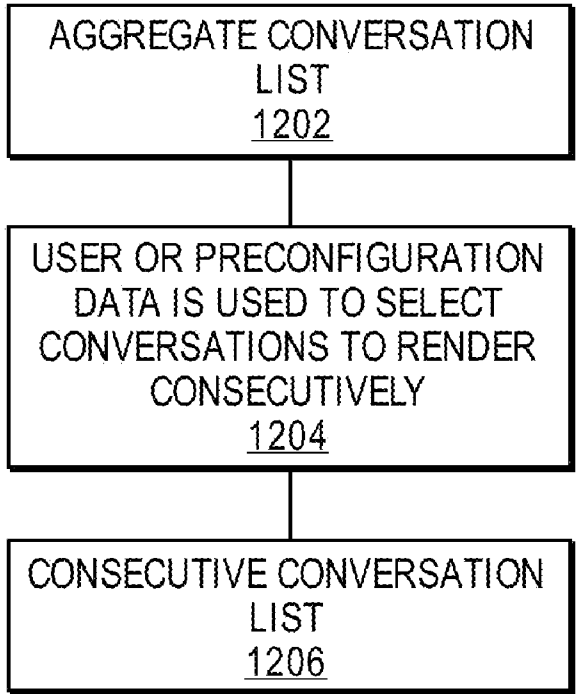 AGGREGATE CONVERSATION
LIST
1202
USER OR PRECONFIGURATION
DATA IS USED TO SELECT
CONVERSATIONS TO RENDER
CONSECUTIVELY
1204
CONSECUTIVE CONVERSATION
LIST
1206